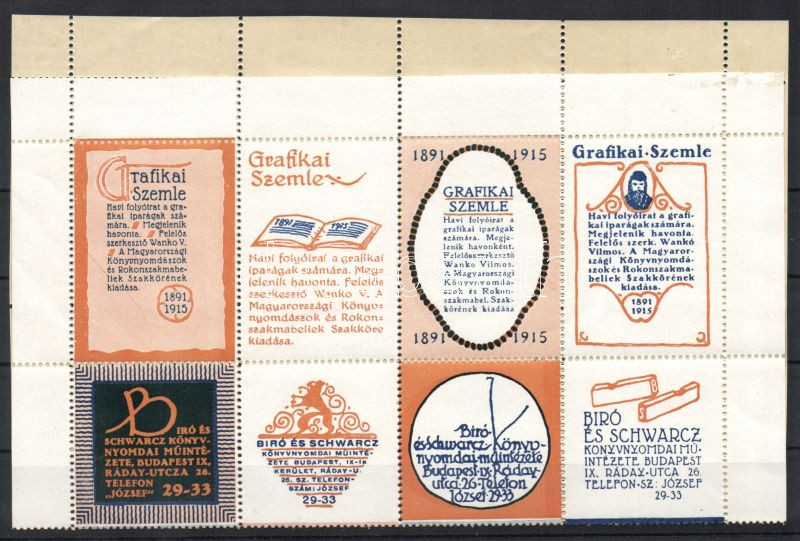 Grafikai
Szemle
Havi folyóirat a gra-
fikai iparágak szá-
mára. Megjelenik
havonta. Felelős
szerkesztő Wanko V.
A Magyarországi
Könyvnyomdászok
és Rokonszakmabe-
liek Szakkörének
kiadása.
1891
1915
Grafikai
Szemle
1891 1915
Havi folyóirat a grafikai
iparágak számára. Meg-
jelenik havonta. Felelős
szerkesztő Wanko V. A
Magyarországi Köny-
nyomdászok és Rokon-
szakmabeliek Szakköre
kiadása.
1891 1915
GRAFIKAI
SZEMLE
Havi folyóirat a
grafikai iparágak
számára. Megje-
lenik havonként.
Felelősszerkesztő
Wanko Vilmos.
A Magyarországi
Könyvnyomdá-
szok és Rokon-
szakmabel. Szak-
körének kiadása
1891 1915
Grafikai · Szemle
Havi folyóirat a grafi-
kai iparágak számára.
Megjelenik havonta.
Felelős szerk. Wankó
Vilmos. A Magyaror-
szági Könyvnyomdá-
szok és Rokonszakma-
beliek Szakkörének
kiadása.
1891
1915
BIRÓ ÉS
SCHWARCZ KÖNYV-
NYOMDAI MŰINTÉ-
ZETE, BUDAPEST IX,
RÁDAY-UTCZA 26.
TELEFON
„JÓZSEF” 29-33
BIRÓ ÉS SCHWARCZ
KÖNYVNYOMDAI MŰINTÉ-
ZETE BUDAPEST, IX-IK
KERÜLET, RÁDAY-U.
26. SZ. TELEFON-
SZÁM: JÓZSEF
29-33
Biró-
és-Schwarcz-Könyv-
nyomdai-műintézete
Budapest-ix-Ráday-
utca-26-Telefon
József-29-33
B
S
BIRÓ
ÉS SCHWARCZ
KÖNYVNYOMDAI MŰ-
INTÉZETE BUDAPEST
IX, RÁDAY-UTCA 26.
TELEFON-SZ: JÓZSEF
29-33